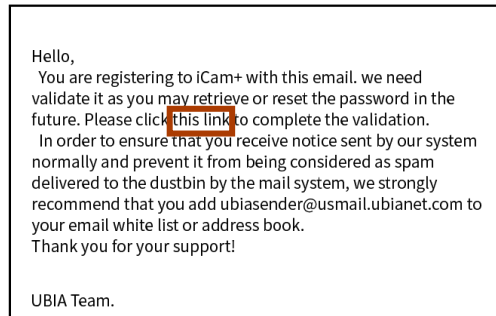 Hello,
You are registering to iCam+ with this email. we need
validate it as you may retrieve or reset the password in the
future. Please click this link to complete the validation.
In order to ensure that you receive notice sent by our system
normally and prevent it from being considered as spam
delivered to the dustbin by the mail system, we strongly
recommend that you add ubiasender@usmail.ubianet.com to
your email white list or address book.
Thank you for your support!
UBIA Team.